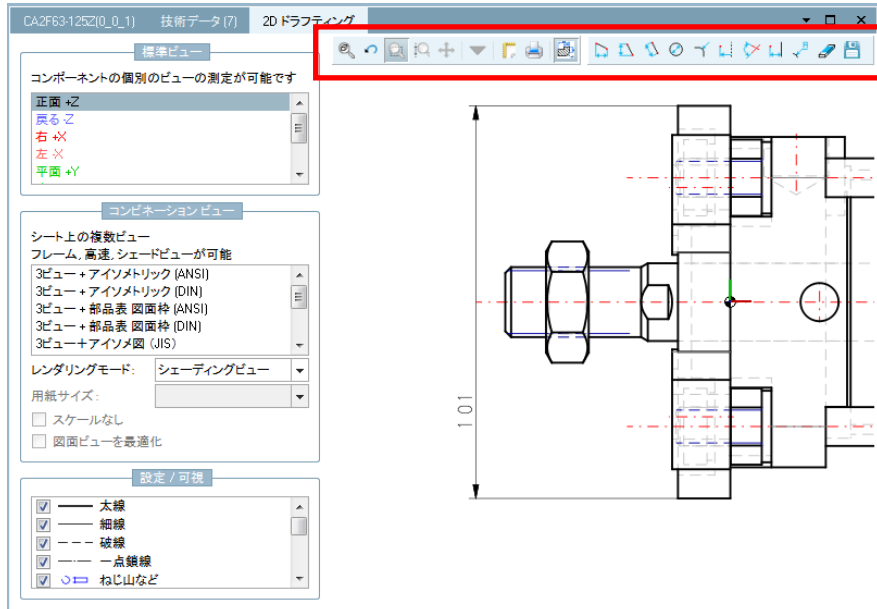 CA2F63-125Z(0_0_1) 技術データ (7) 2D ドラフティング
標準ビュー
コンポーネントの個別のビューの測定が可能です
正面 +Z
戻る -Z
右 +X
左 -X
平面 +Y
コンビネーション ビュー
シート上の複数ビュー
フレーム, 高速, シェードビューが可能
3ビュー + アイソメトリック (ANSI)
3ビュー + アイソメトリック (DIN)
3ビュー + 部品表 図面枠 (ANSI)
3ビュー + 部品表 図面枠 (DIN)
3ビュー＋アイソメ図 (JIS)
レンダリングモード: シェーディングビュー
用紙サイズ:
スケールなし
図面ビューを最適化
設定 / 可視
太線
細線
破線
一点鎖線
ねじ山など
101